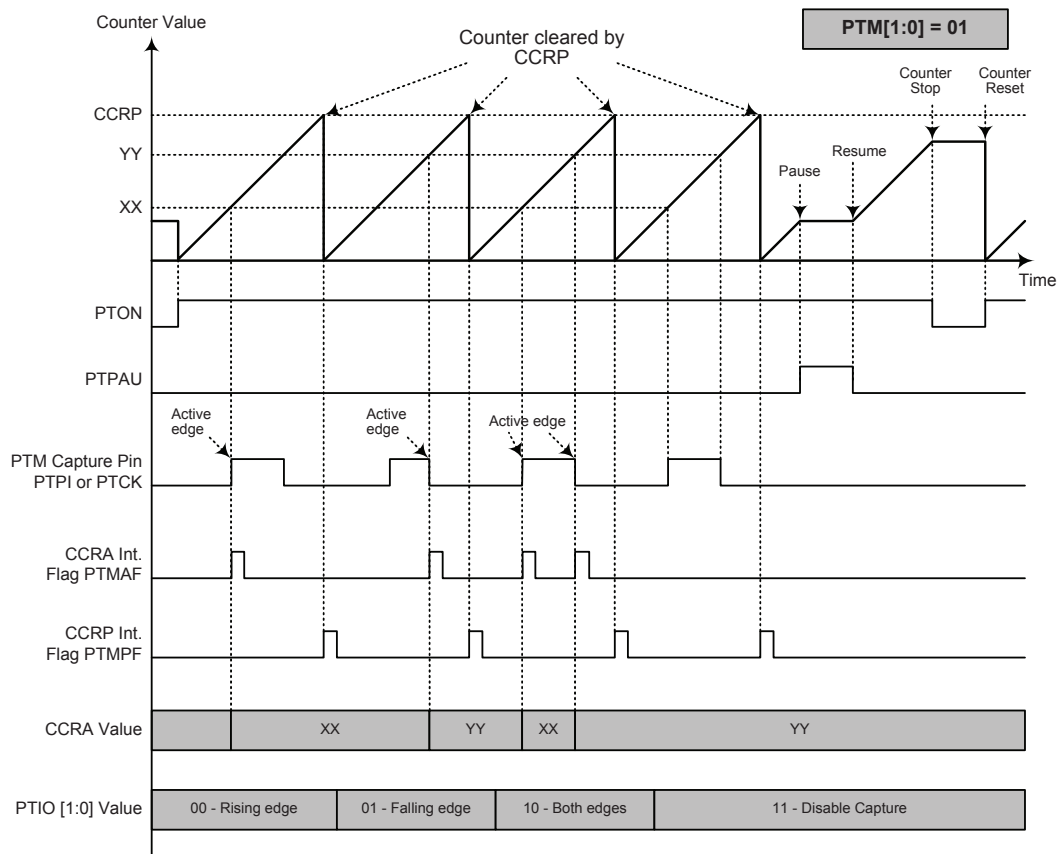 Counter Value
PTM[1:0] = 01
Counter cleared by
CCRP
Counter
Stop
Counter
Reset
CCRP
YY
XX
Pause
Resume
Time
PTON
PTPAU
Active
edge
Active
edge
Active edge
PTM Capture Pin
PTPI or PTCK
CCRA Int.
Flag PTMAF
CCRP Int.
Flag PTMPF
CCRA Value
XX
YY
XX
YY
PTIO [1:0] Value
00 - Rising edge
01 - Falling edge
10 - Both edges
11 - Disable Capture